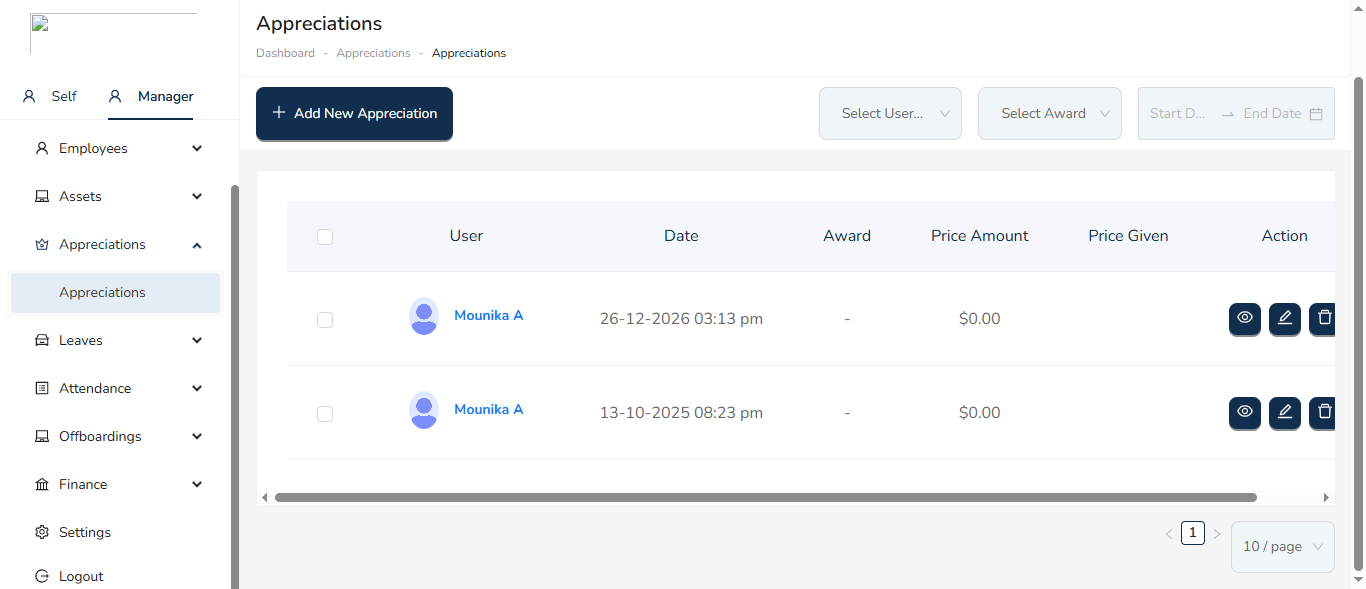 Appreciations
Dashboard - Appreciations - Appreciations
Self Manager
Add New Appreciation
Select User...
Select Award
Start D...
End Date
Employees
Assets
Appreciations
Appreciations
Leaves
Attendance
Offboardings
Finance
Settings
Logout
User Date Award Price Amount Price Given Action
Mounika A 26-12-2026 03:13 pm - $0.00
Mounika A 13-10-2025 08:23 pm - $0.00
1
10 / page